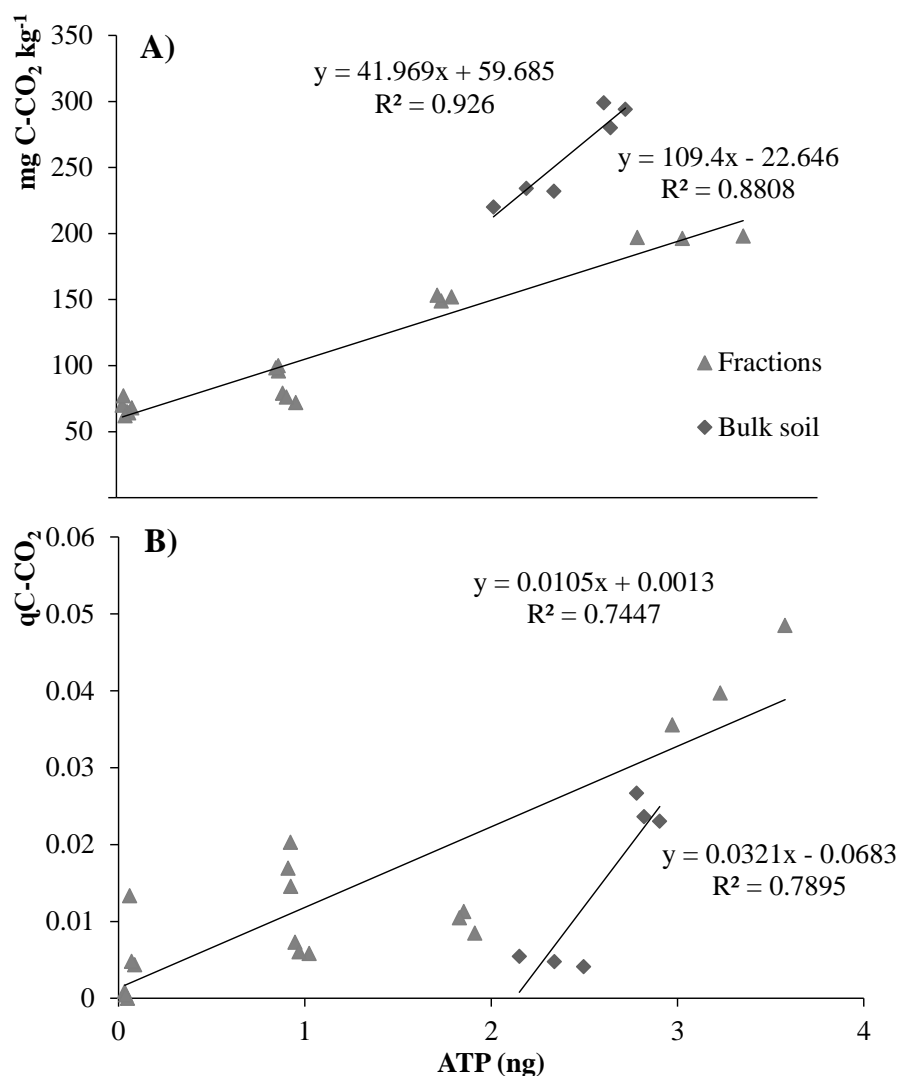 A)
mg C-CO₂ kg⁻¹
350
300
250
200
150
100
50
y = 41.969x + 59.685
R² = 0.926
y = 109.4x - 22.646
R² = 0.8808
Fractions
Bulk soil
B)
qC-CO₂
0.06
0.05
0.04
0.03
0.02
0.01
0
y = 0.0105x + 0.0013
R² = 0.7447
y = 0.0321x - 0.0683
R² = 0.7895
0 1 2 3 4
ATP (ng)